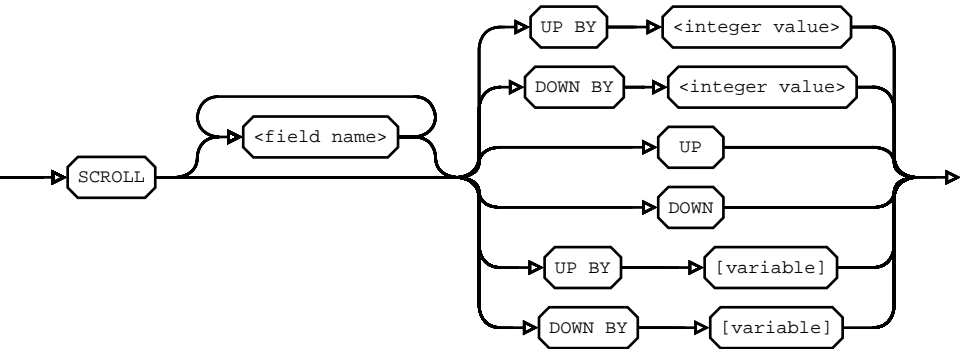 UP BY <integer value>
DOWN BY <integer value>
<field name>
UP
SCROLL
DOWN
UP BY [variable]
DOWN BY [variable]